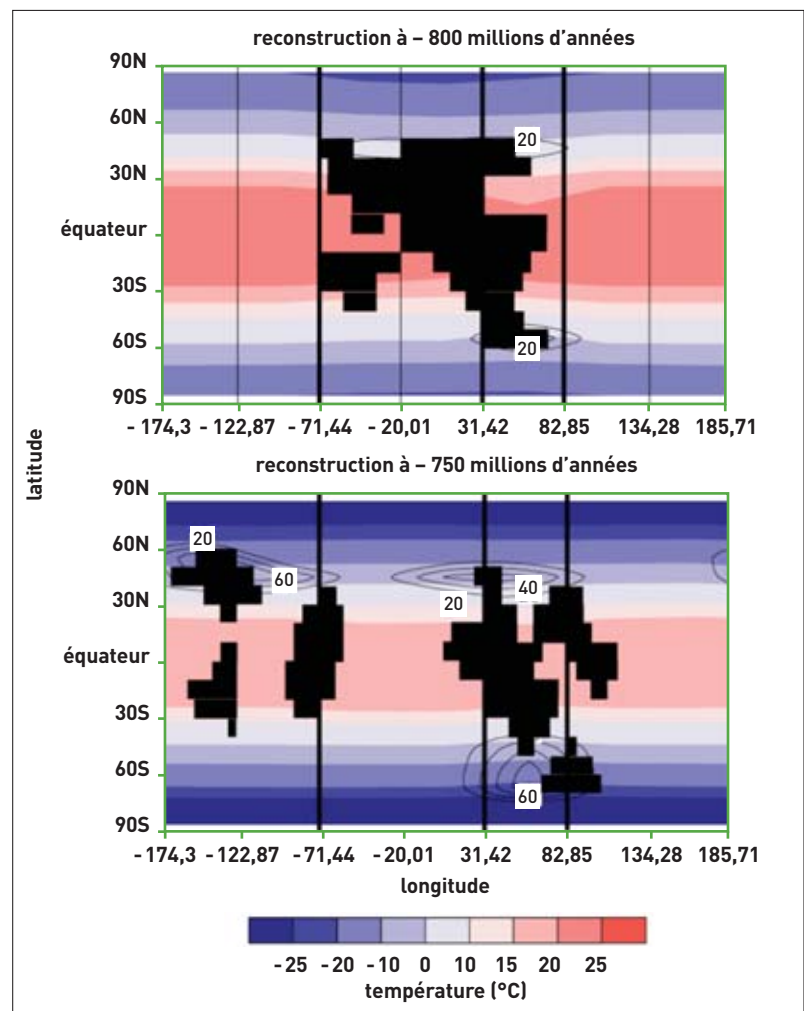 reconstruction à – 800 millions d'années
90N
60N
30N
équateur
30S
60S
90S
20
20
- 174,3 - 122,87 - 71,44 - 20,01 31,42 82,85 134,28 185,71
latitude
reconstruction à – 750 millions d'années
90N
60N
30N
équateur
30S
60S
90S
20
60
20
40
60
- 174,3 - 122,87 - 71,44 - 20,01 31,42 82,85 134,28 185,71
longitude
- 25 - 20 - 10 0 10 15 20 25
température (°C)